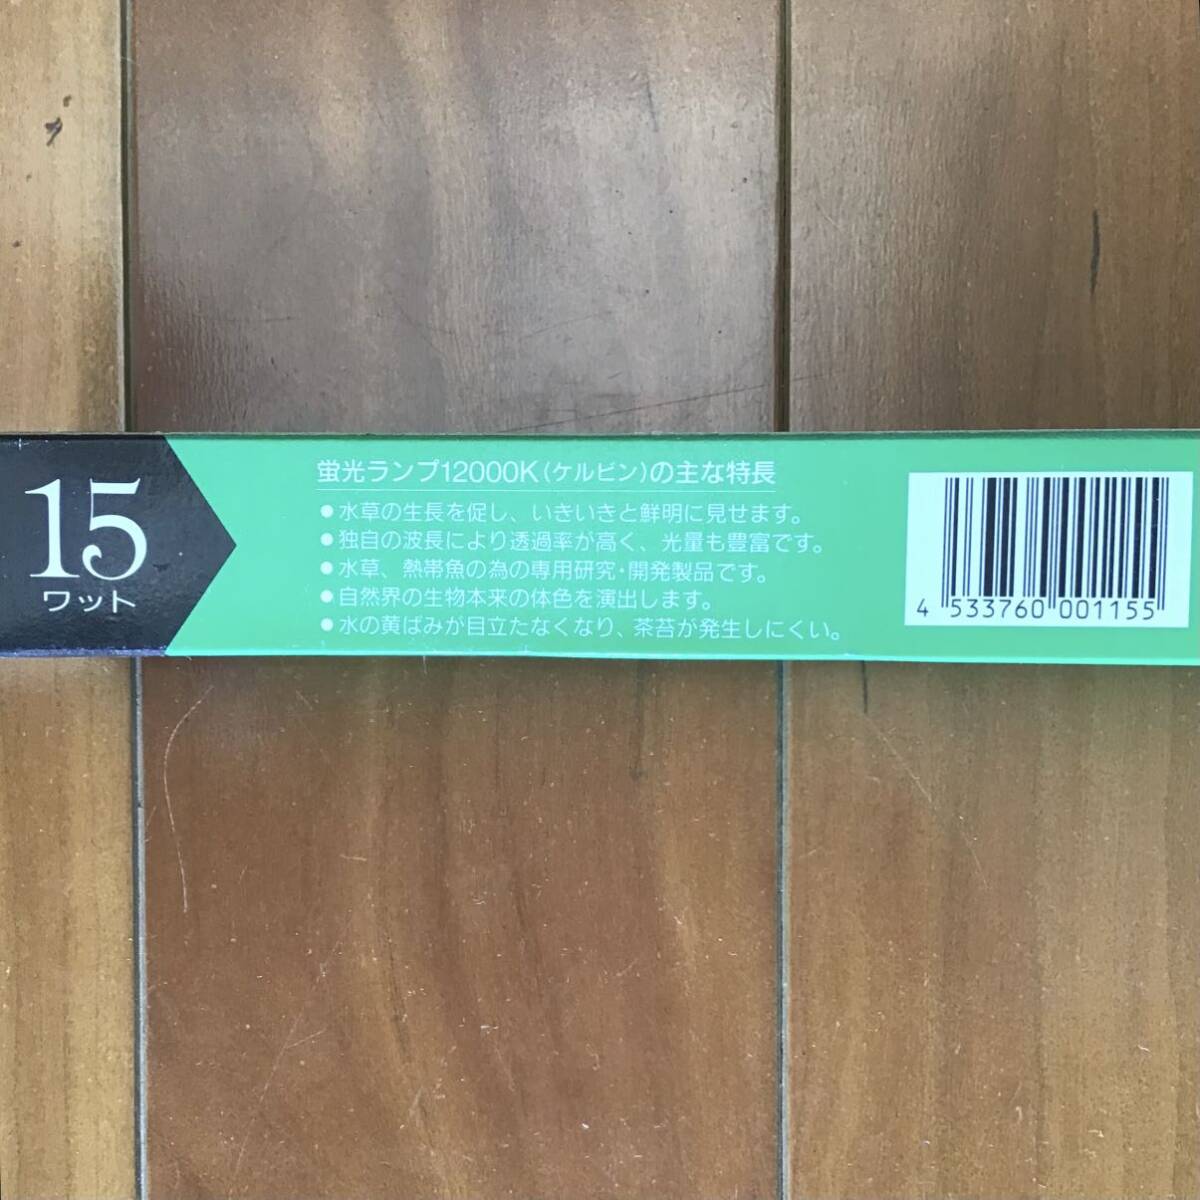 15
ワット
蛍光ランプ12000K(ケルビン)の主な特長
●水草の生長を促し、いきいきと鮮明に見せます。
●独自の波長により透過率が高く、光量も豊富です。
●水草、熱帯魚の為の専用研究・開発製品です。
●自然界の生物本来の体色を演出します。
●水の黄ばみが目立たなくなり、茶苔が発生しにくい。
4 533760 001155